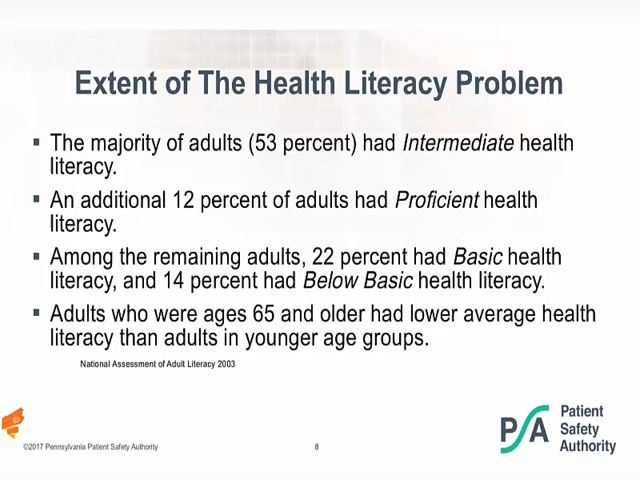 Extent of The Health Literacy Problem
▪ The majority of adults (53 percent) had Intermediate health
literacy.
▪ An additional 12 percent of adults had Proficient health
literacy.
▪ Among the remaining adults, 22 percent had Basic health
literacy, and 14 percent had Below Basic health literacy.
▪ Adults who were ages 65 and older had lower average health
literacy than adults in younger age groups.
National Assessment of Adult Literacy 2003
©2017 Pennsylvania Patient Safety Authority
8
PSA
Patient
Safety
Authority